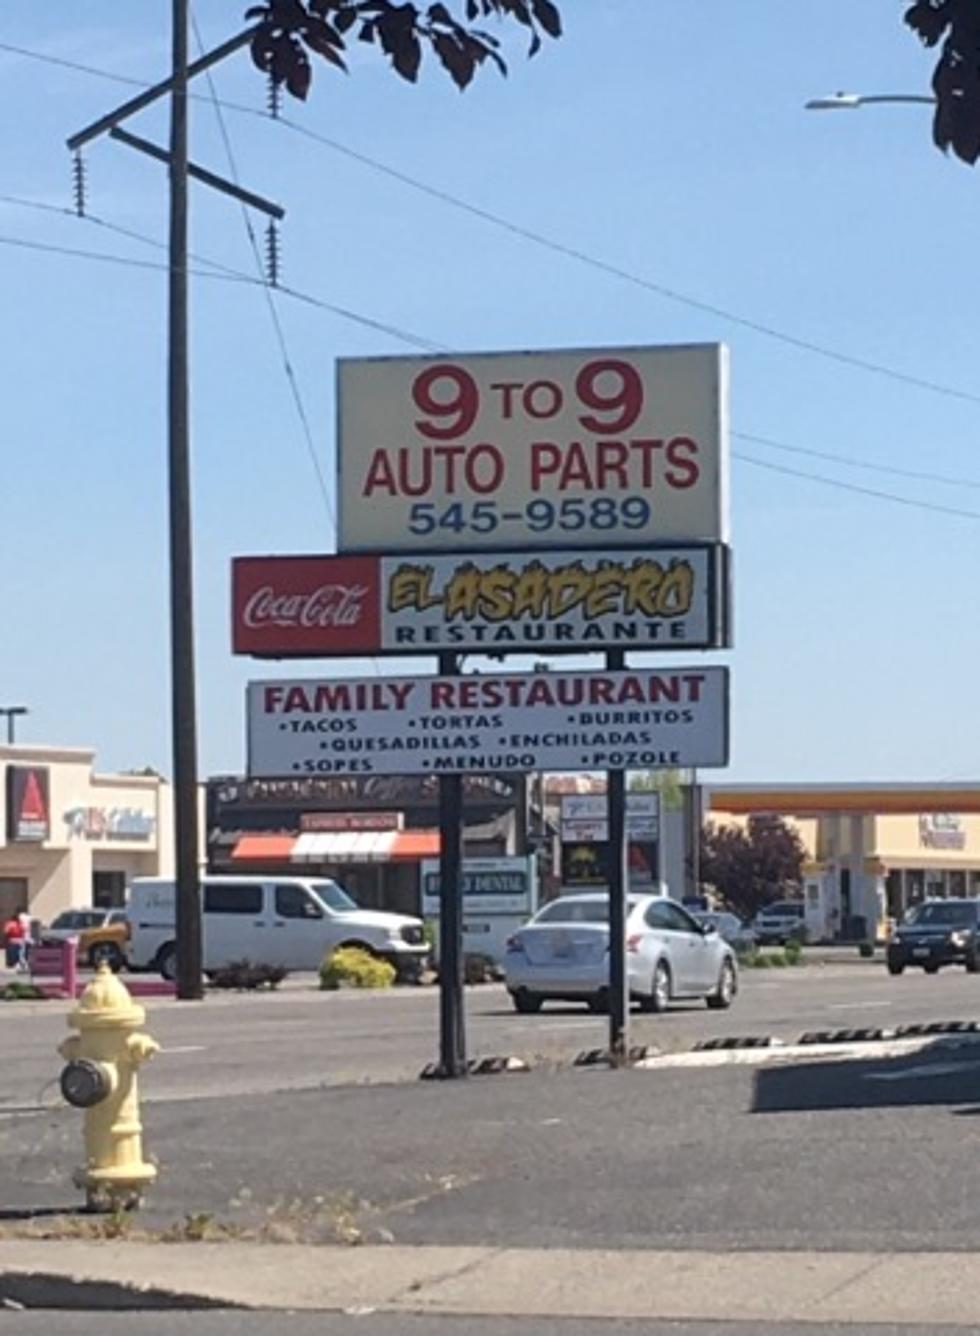 9 TO 9
AUTO PARTS
545-9589
Coca-Cola
EL ASADERO
RESTAURANTE
FAMILY RESTAURANT
•TACOS •TORTAS •BURRITOS
•QUESADILLAS •ENCHILADAS
•SOPES •MENUDO •POZOLE
DENTAL